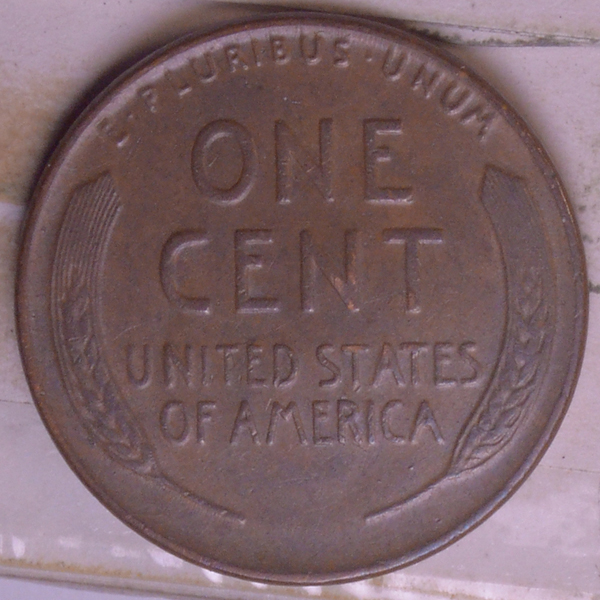 E·PLURIBUS·UNUM
ONE
CENT
UNITED STATES
OF AMERICA